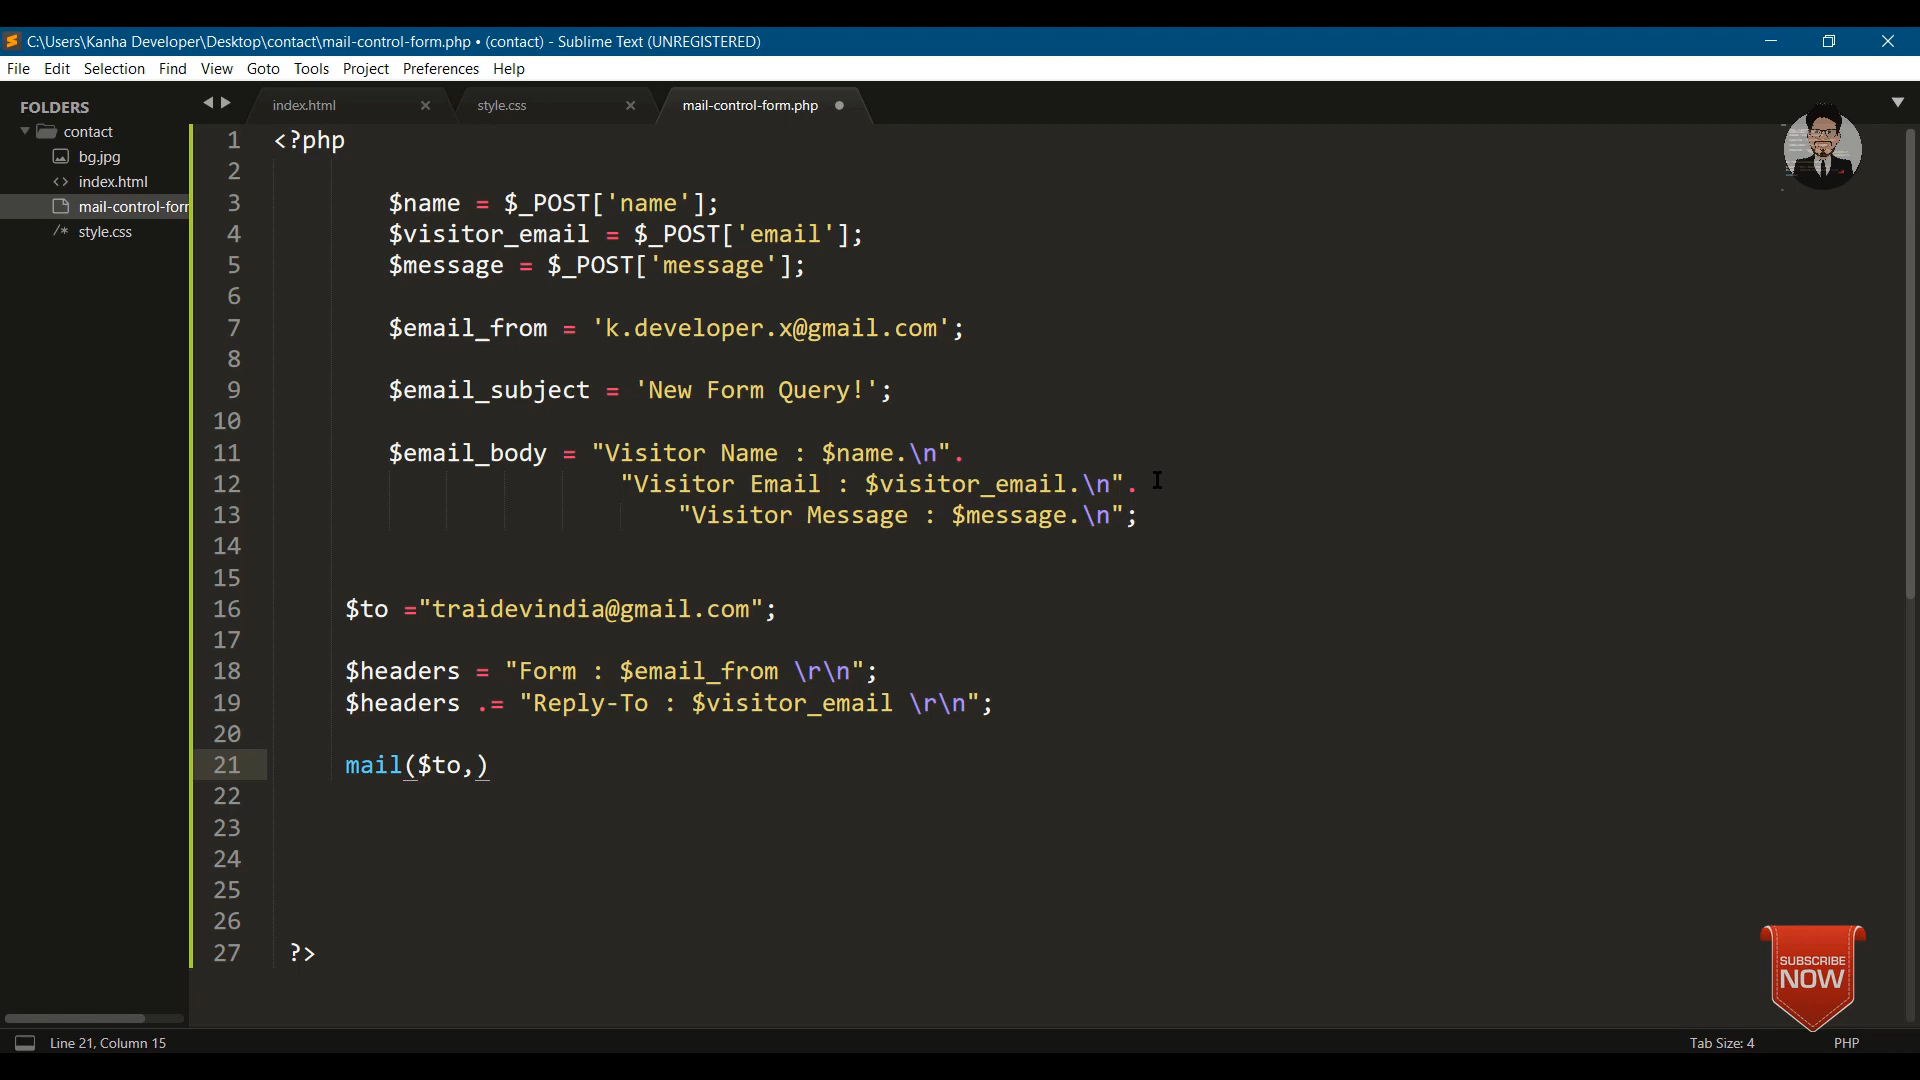 C:\Users\Kanha Developer\Desktop\contact\mail-control-form.php • (contact) - Sublime Text (UNREGISTERED)
File Edit Selection Find View Goto Tools Project Preferences Help
FOLDERS
contact
bg.jpg
index.html
mail-control-forr
style.css
index.html style.css mail-control-form.php
1 <?php
2
3 $name = $_POST['name'];
4 $visitor_email = $_POST['email'];
5 $message = $_POST['message'];
6
7 $email_from = 'k.developer.x@gmail.com';
8
9 $email_subject = 'New Form Query!';
10
11 $email_body = "Visitor Name : $name.\n".
12 "Visitor Email : $visitor_email.\n".
13 "Visitor Message : $message.\n";
14
15
16 $to ="traidevindia@gmail.com";
17
18 $headers = "Form : $email_from \r\n";
19 $headers .= "Reply-To : $visitor_email \r\n";
20
21 mail($to,)
22
23
24
25
26
27 ?>
SUBSCRIBE
NOW
Line 21, Column 15 Tab Size: 4 PHP